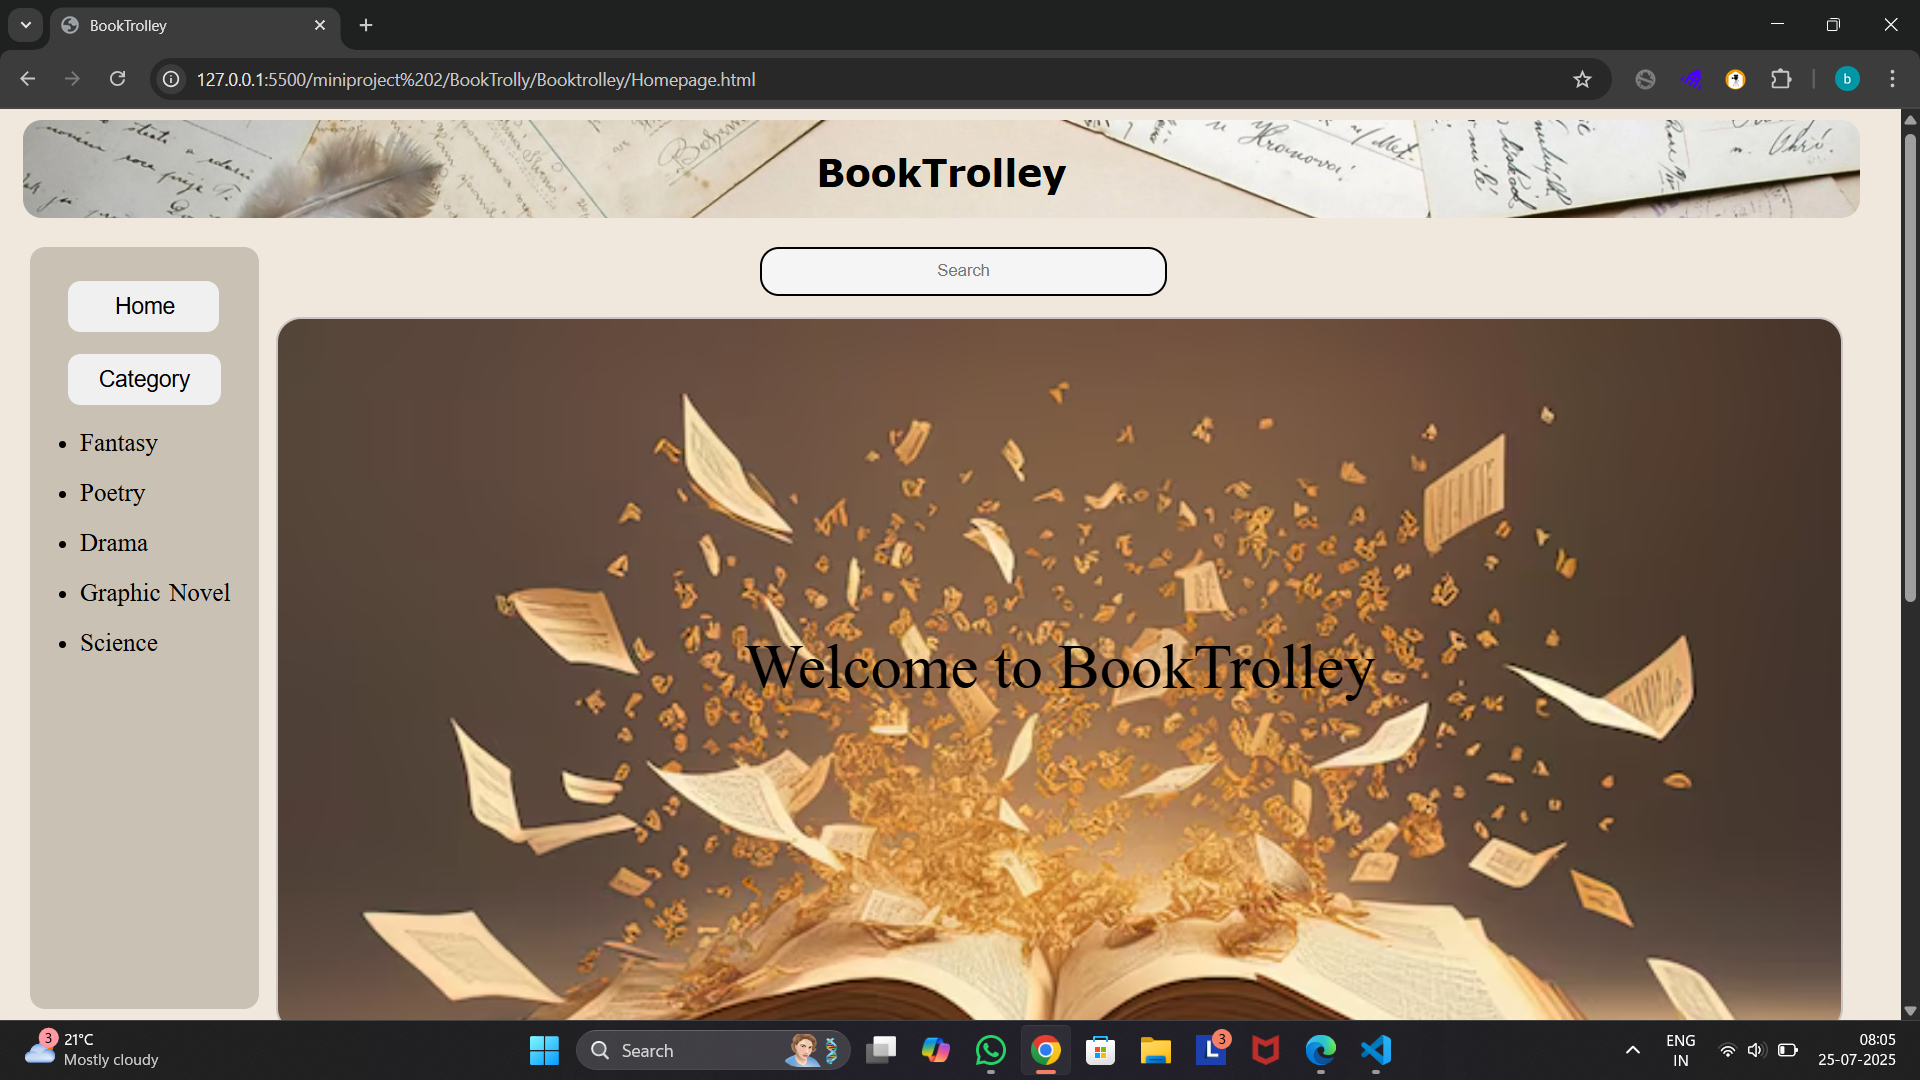 BookTrolley
127.0.0.1:5500/miniproject%202/BookTrolly/Booktrolley/Homepage.html
b
BookTrolley
Search
Home
Category
Fantasy
Poetry
Drama
Graphic Novel
Science
Welcome to BookTrolley
3
21°C
Mostly cloudy
Search
L
3
ENG
IN
08:05
25-07-2025